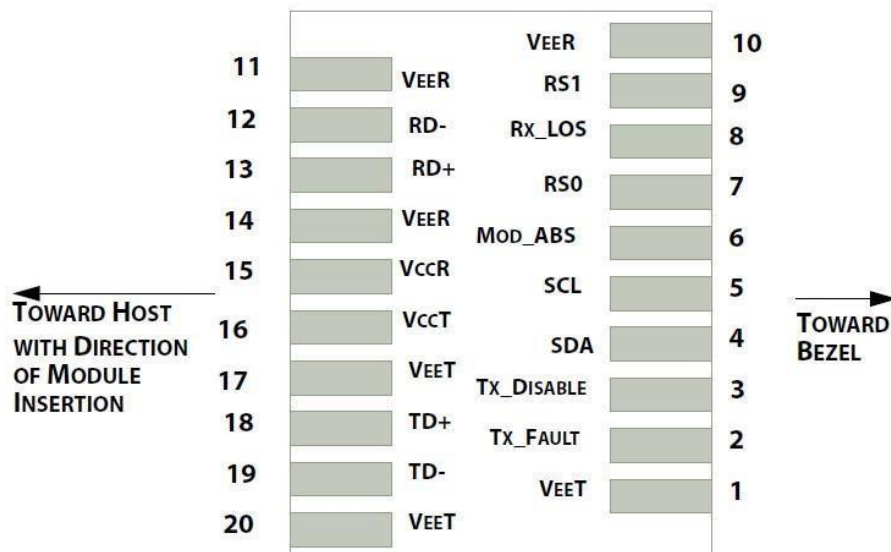 11
VEER
12
RD-
13
RD+
14
VEER
15
VCCR
16
VCCT
17
VEET
18
TD+
19
TD-
20
VEET
VEER
10
RS1
9
RX_LOS
8
RS0
7
MOD_ABS
6
SCL
5
SDA
4
TX_DISABLE
3
TX_FAULT
2
VEET
1
TOWARD HOST
WITH DIRECTION
OF MODULE
INSERTION
TOWARD
BEZEL